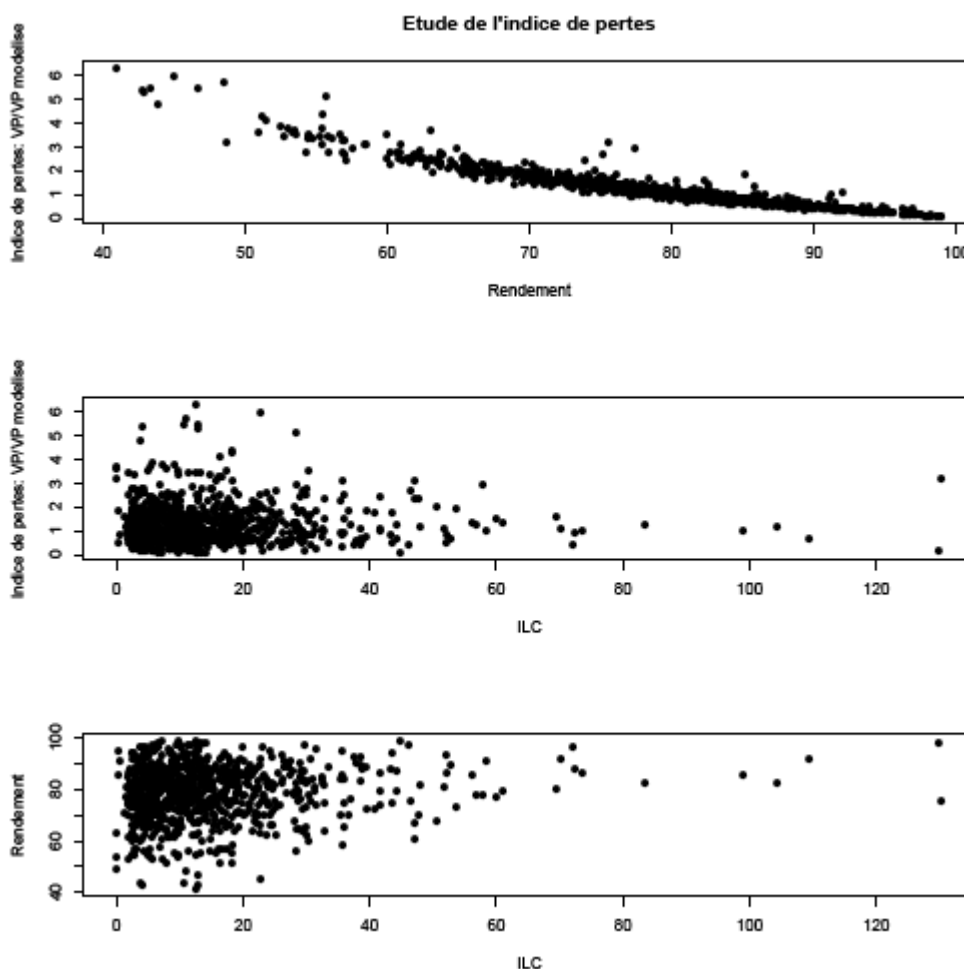 Etude de l'indice de pertes
Indice de pertes: VP/VP modelise
0 1 2 3 4 5 6
40 50 60 70 80 90 100
Rendement
Indice de pertes: VP/VP modelise
0 1 2 3 4 5 6
0 20 40 60 80 100 120
ILC
Rendement
40 60 80 100
0 20 40 60 80 100 120
ILC